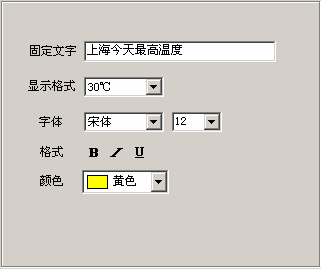 固定文字 上海今天最高温度
显示格式 30℃
字体 宋体 12
格式 B I U
颜色 黄色